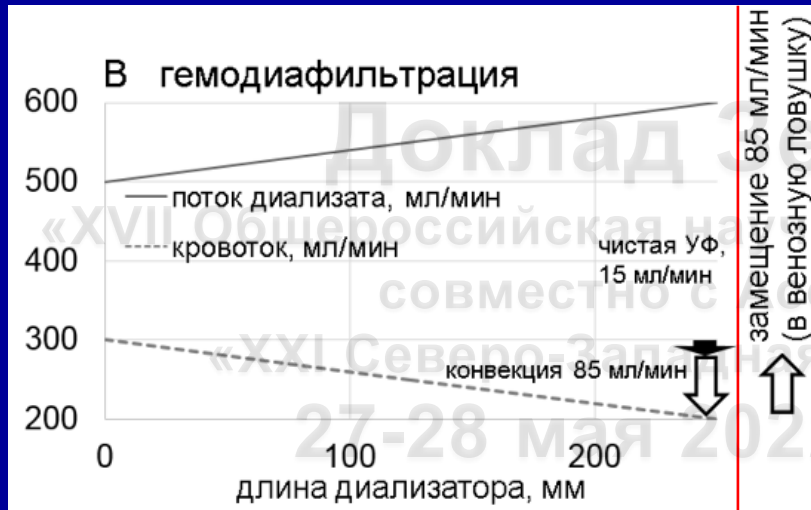 В гемодиафильтрация
600
500
400
300
200
поток диализата, мл/мин
кровоток, мл/мин
чистая УФ,
15 мл/мин
конвекция 85 мл/мин
0
100
200
длина диализатора, мм
замещение 85 мл/мин
(в венозную ловушку)
Доклад
«XVII Общероссийская
совместно с
«XXI Северо-Западная
27-28 мая